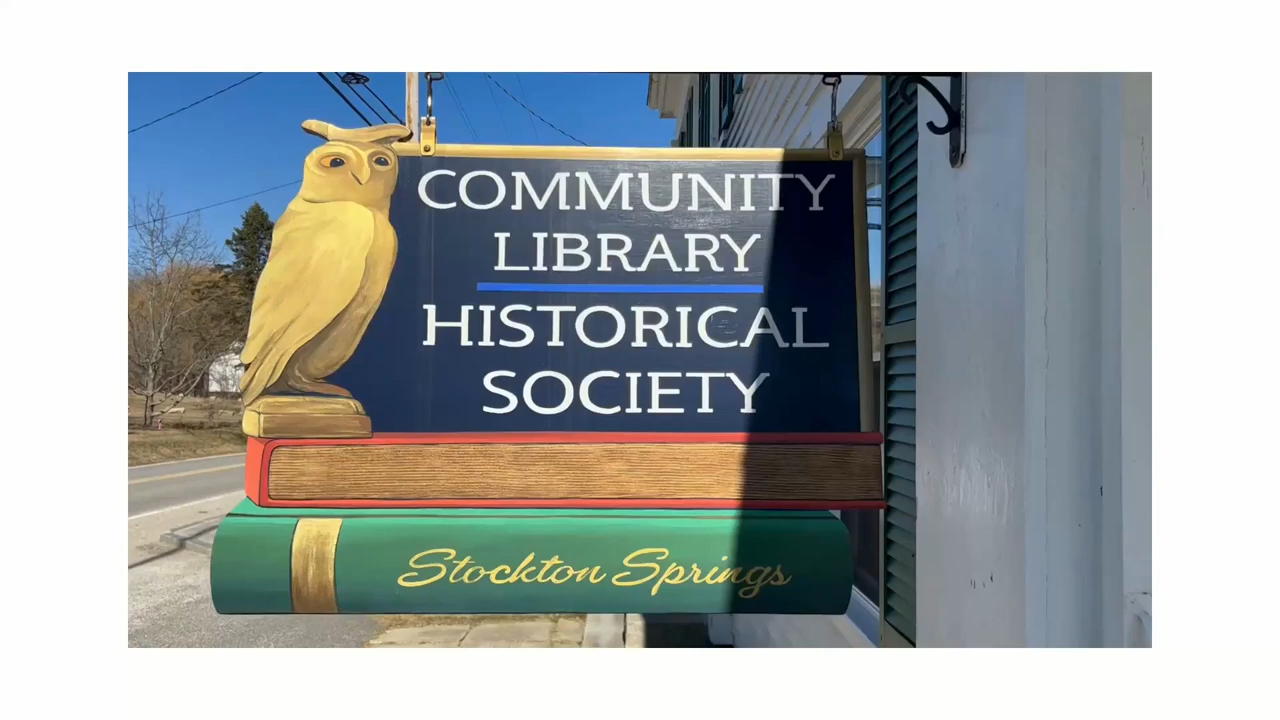 COMMUNITY
LIBRARY
HISTORICAL
SOCIETY
Stockton Springs